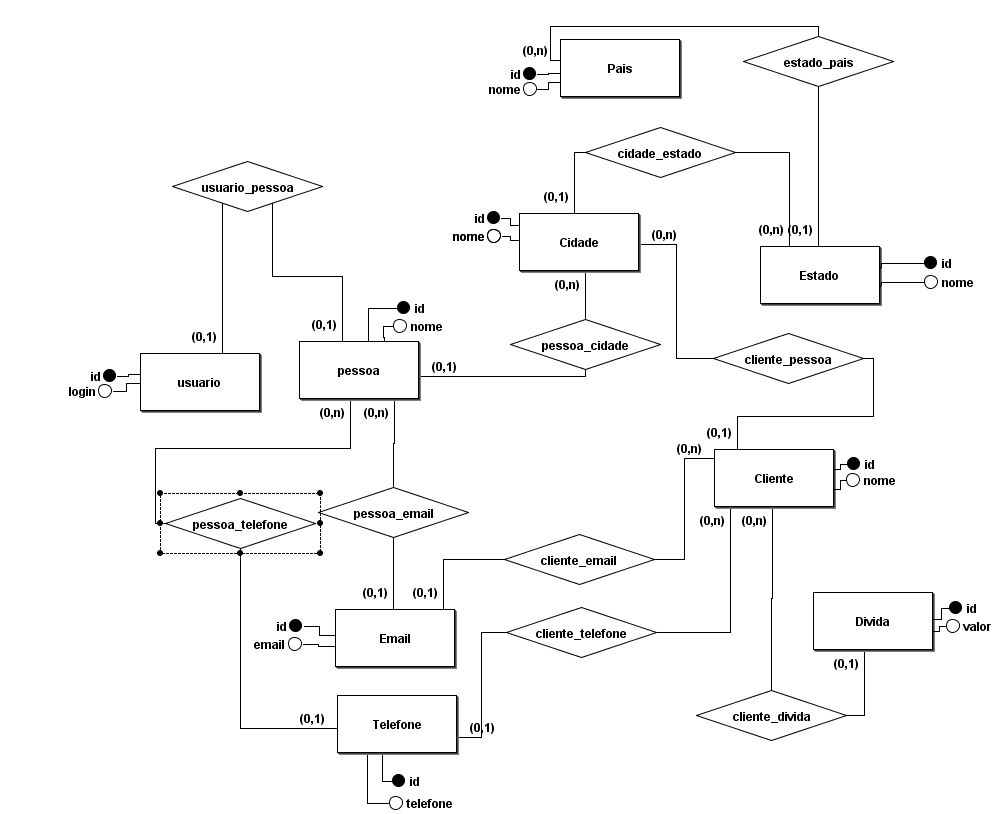 (0,n)
estado_pais
id
Pais
nome
cidade_estado
usuario_pessoa
(0,1)
id
nome
Cidade
(0,n)
(0,n)
(0,1)
Estado
id
nome
(0,n)
id
nome
(0,1)
(0,1)
pessoa_cidade
cliente_pessoa
id
login
usuario
pessoa
(0,1)
(0,n)
(0,n)
(0,1)
(0,n)
Cliente
id
nome
pessoa_telefone
pessoa_email
(0,n)
(0,n)
cliente_email
(0,1)
(0,1)
id
email
Email
cliente_telefone
Divida
id
valor
(0,1)
(0,1)
Telefone
(0,1)
cliente_divida
id
telefone